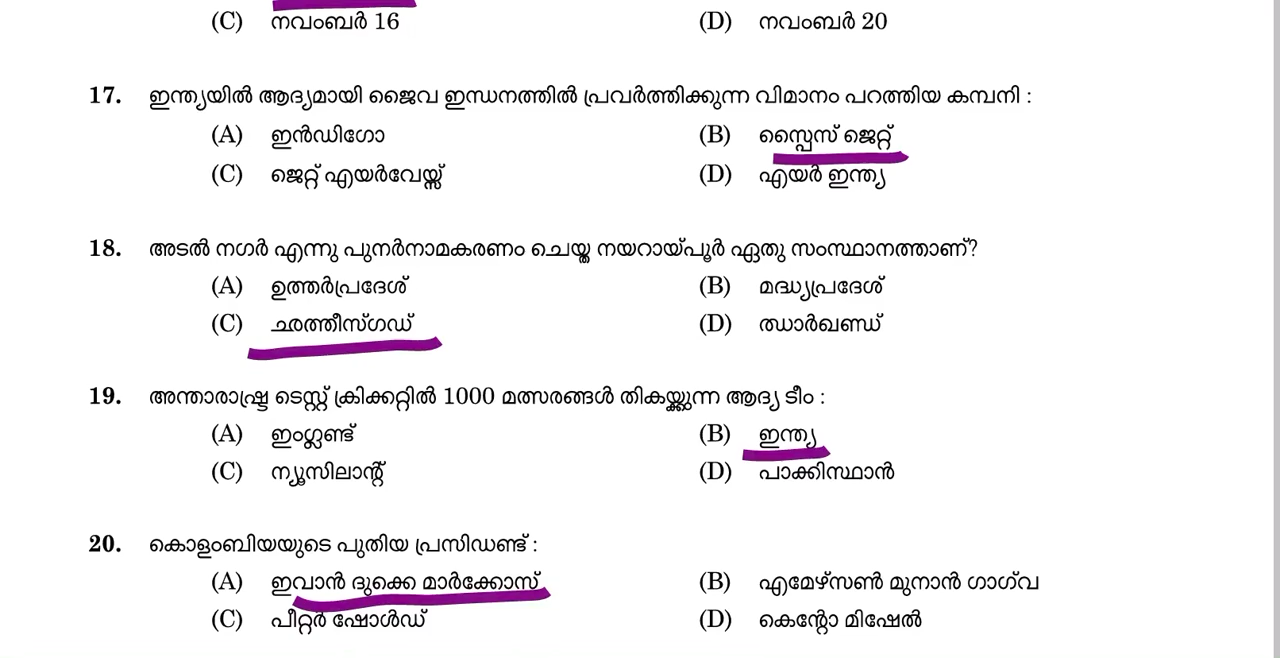 (C) നവംബർ 16 (D) നവംബർ 20
17. ഇന്ത്യയിൽ ആദ്യമായി ജൈവ ഇന്ധനത്തിൽ പ്രവർത്തിക്കുന്ന വിമാനം പറത്തിയ കമ്പനി :
(A) ഇൻഡിഗോ (B) സ്പൈസ് ജെറ്റ്
(C) ജെറ്റ് എയർവേയ്സ് (D) എയർ ഇന്ത്യ
18. അടൽ നഗർ എന്നു പുനർനാമകരണം ചെയ്ത നയറായ്പൂർ ഏതു സംസ്ഥാനത്താണ്?
(A) ഉത്തർപ്രദേശ് (B) മദ്ധ്യപ്രദേശ്
(C) ഛത്തീസ്ഗഡ് (D) ഝാർഖണ്ഡ്
19. അന്താരാഷ്ട്ര ടെസ്റ്റ് ക്രിക്കറ്റിൽ 1000 മത്സരങ്ങൾ തികയ്ക്കുന്ന ആദ്യ ടീം :
(A) ഇംഗ്ലണ്ട് (B) ഇന്ത്യ
(C) ന്യൂസിലാന്റ് (D) പാക്കിസ്ഥാൻ
20. കൊളംബിയയുടെ പുതിയ പ്രസിഡണ്ട് :
(A) ഇവാൻ ദുക്കെ മാർക്കോസ് (B) എമേഴ്സൺ മുനാൻ ഗാഗ്‌വ
(C) പീറ്റർ ഷോൾഡ് (D) കെന്റോ മിഷേൽ